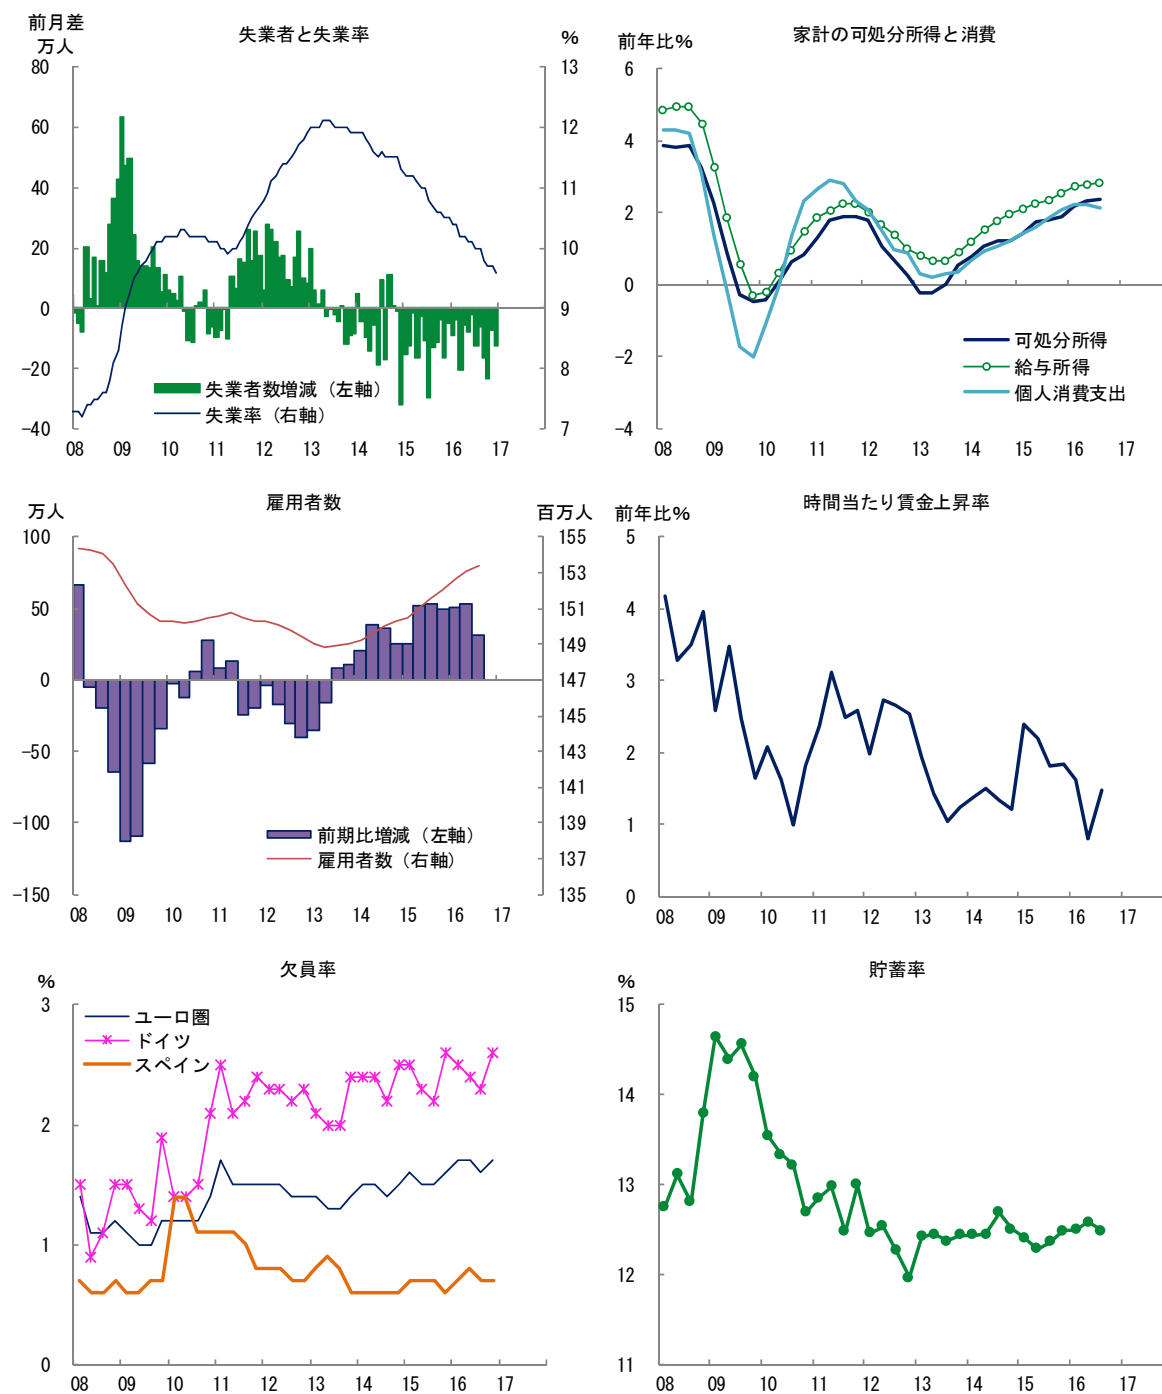 失業者と失業率
前月差
万人
%
80
60
40
20
0
-20
-40
13
12
11
10
9
8
7
失業者数増減（左軸）
失業率（右軸）
08 09 10 11 12 13 14 15 16 17
家計の可処分所得と消費
前年比%
6
4
2
0
-2
-4
可処分所得
給与所得
個人消費支出
08 09 10 11 12 13 14 15 16 17
雇用者数
万人
百万人
100
50
0
-50
-100
-150
155
153
151
149
147
145
143
141
139
137
135
前期比増減（左軸）
雇用者数（右軸）
08 09 10 11 12 13 14 15 16 17
時間当たり賃金上昇率
前年比%
5
4
3
2
1
0
08 09 10 11 12 13 14 15 16 17
欠員率
%
3
2
1
0
ユーロ圏
ドイツ
スペイン
08 09 10 11 12 13 14 15 16 17
貯蓄率
%
15
14
13
12
11
08 09 10 11 12 13 14 15 16 17